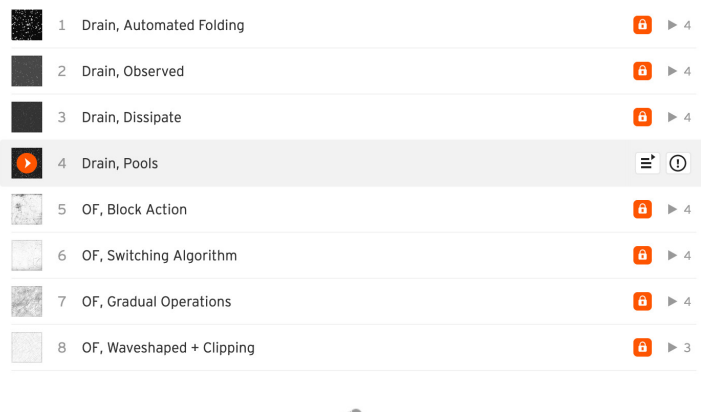 1 Drain, Automated Folding 4
2 Drain, Observed 4
3 Drain, Dissipate 4
4 Drain, Pools
5 OF, Block Action 4
6 OF, Switching Algorithm 4
7 OF, Gradual Operations 4
8 OF, Waveshaped + Clipping 3